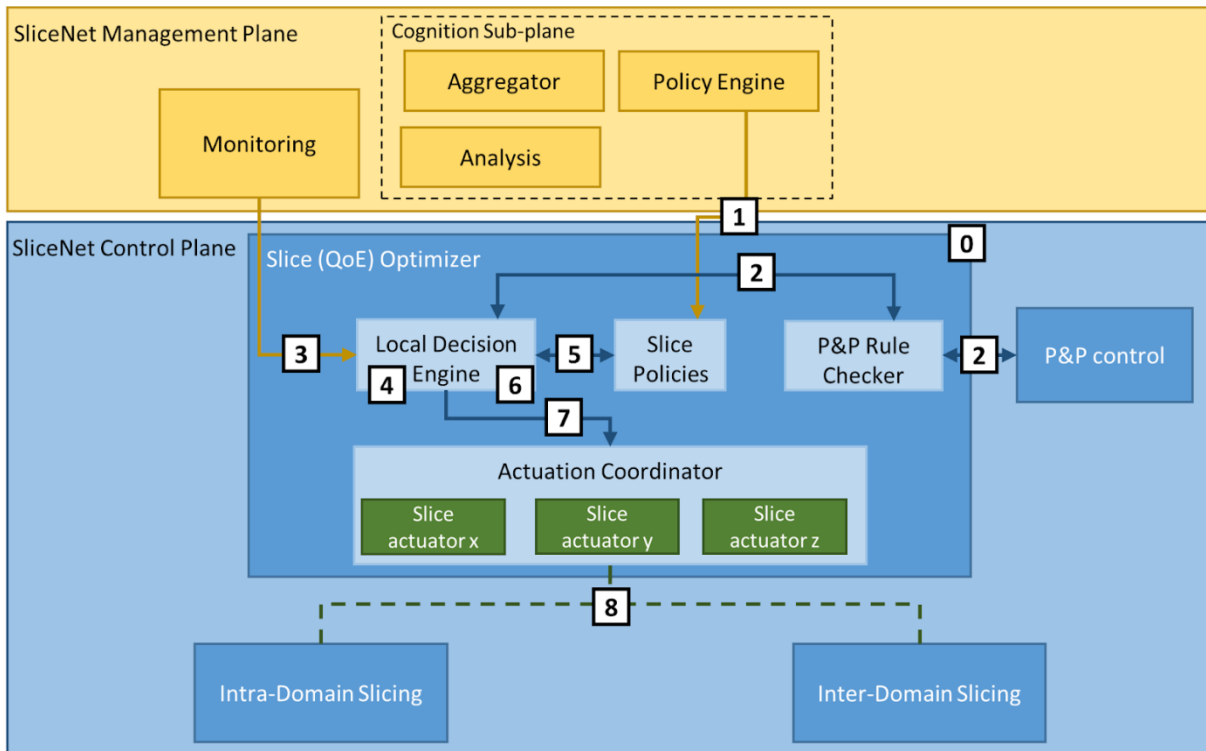 SliceNet Management Plane
Cognition Sub-plane
Aggregator
Policy Engine
Monitoring
Analysis
1
SliceNet Control Plane
0
Slice (QoE) Optimizer
2
Local Decision
Engine
Slice
Policies
P&P Rule
Checker
P&P control
3
5
2
4
6
7
Actuation Coordinator
Slice
actuator x
Slice
actuator y
Slice
actuator z
8
Intra-Domain Slicing
Inter-Domain Slicing